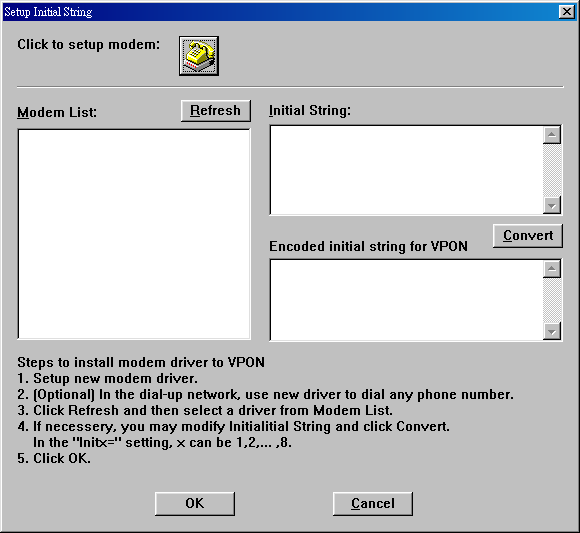 Setup Initial String
Click to setup modem:
Modem List:
Refresh
Initial String:
Convert
Encoded initial string for VPON
Steps to install modem driver to VPON
1. Setup new modem driver.
2. (Optional) In the dial-up network, use new driver to dial any phone number.
3. Click Refresh and then select a driver from Modem List.
4. If necessery, you may modify Initialitial String and click Convert.
In the "Initx=" setting, x can be 1,2,... ,8.
5. Click OK.
OK
Cancel